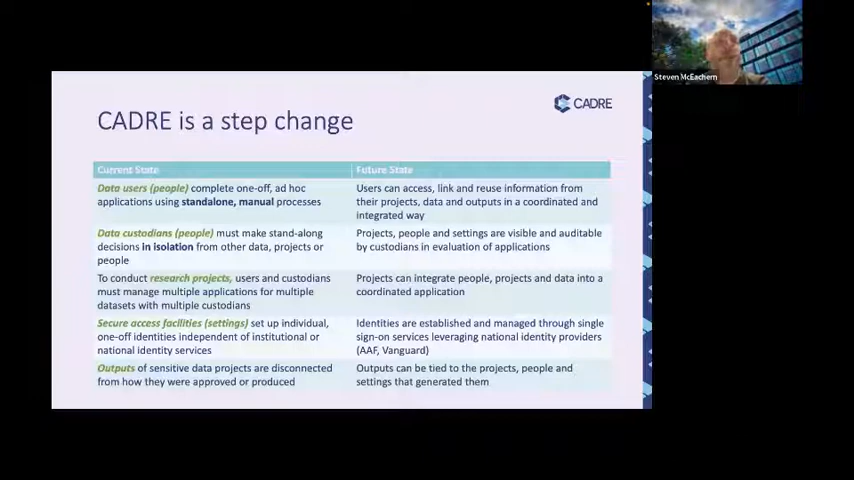 Steven McEachern
CADRE
CADRE is a step change
Current State
Future State
Data users (people) complete one-off, ad hoc
applications using standalone, manual processes
Users can access, link and reuse information from
their projects, data and outputs in a coordinated and
integrated way
Data custodians (people) must make stand-along
decisions in isolation from other data, projects or
people
Projects, people and settings are visible and auditable
by custodians in evaluation of applications
To conduct research projects, users and custodians
must manage multiple applications for multiple
datasets with multiple custodians
Projects can integrate people, projects and data into a
coordinated application
Secure access facilities (settings) set up individual,
one-off identities independent of institutional or
national identity services
Identities are established and managed through single
sign-on services leveraging national identity providers
(AAF, Vanguard)
Outputs of sensitive data projects are disconnected
from how they were approved or produced
Outputs can be tied to the projects, people and
settings that generated them